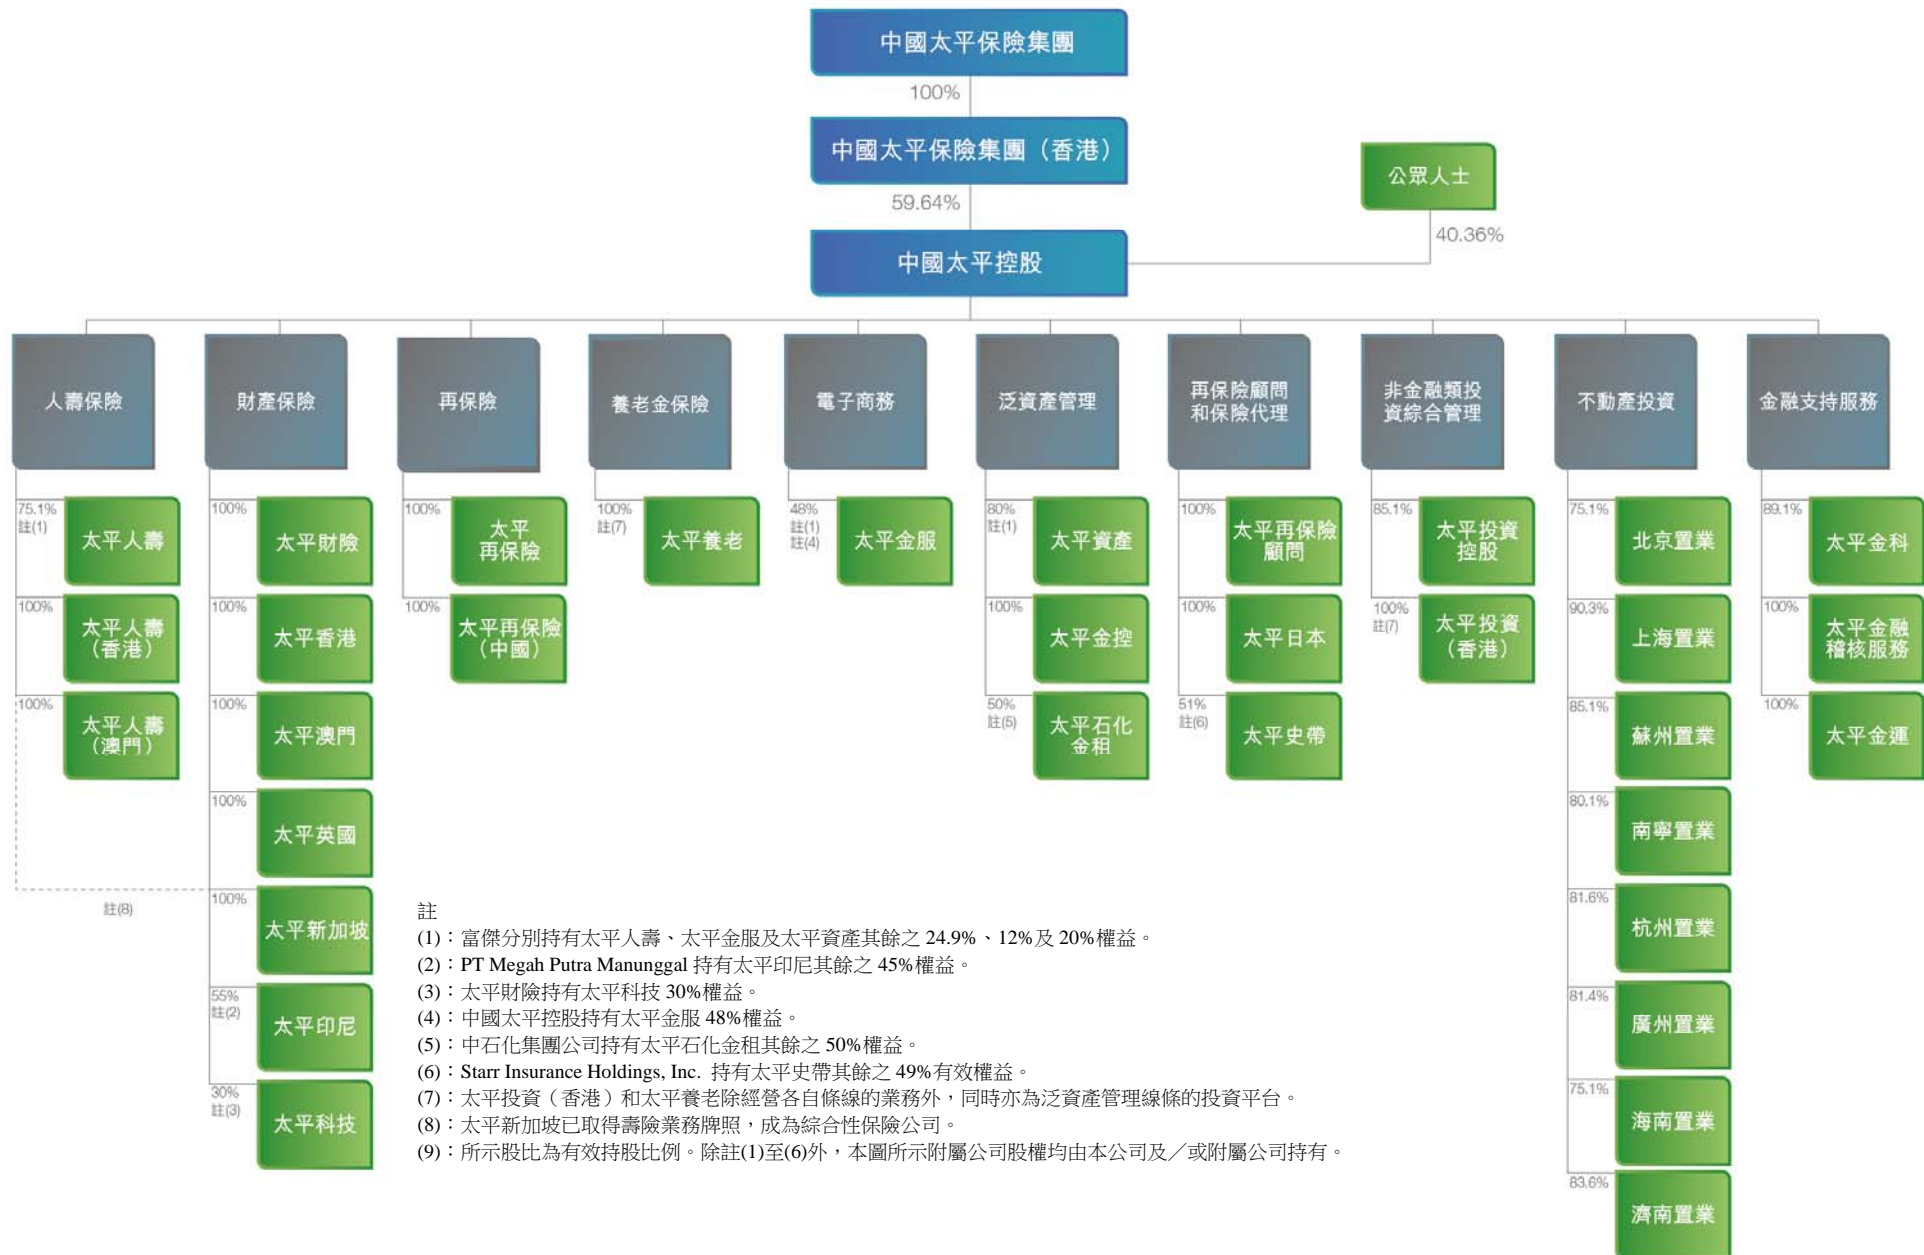 中國太平保險集團
100%
中國太平保險集團（香港）
59.64%
公眾人士
40.36%
中國太平控股
人壽保險
75.1%
註(1)
太平人壽
100%
太平人壽
（香港）
100%
太平人壽
（澳門）
註(8)
財產保險
100%
太平財險
100%
太平香港
100%
太平澳門
100%
太平英國
100%
太平新加坡
55%
註(2)
太平印尼
30%
註(3)
太平科技
再保險
100%
太平
再保險
100%
太平再保險
（中國）
養老金保險
100%
註(7)
太平養老
電子商務
48%
註(1)
註(4)
太平金服
泛資產管理
80%
註(1)
太平資產
100%
太平金控
50%
註(5)
太平石化
金租
再保險顧問
和保險代理
100%
太平再保險
顧問
100%
太平日本
51%
註(6)
太平史帶
非金融類投
資綜合管理
85.1%
太平投資
控股
100%
註(7)
太平投資
（香港）
不動產投資
75.1%
北京置業
90.3%
上海置業
85.1%
蘇州置業
80.1%
南寧置業
81.6%
杭州置業
81.4%
廣州置業
75.1%
海南置業
83.6%
濟南置業
金融支持服務
89.1%
太平金科
100%
太平金融
稽核服務
100%
太平金運
註
(1)：富傑分別持有太平人壽、太平金服及太平資產其餘之 24.9%、12%及 20%權益。
(2)：PT Megah Putra Manunggal 持有太平印尼其餘之 45%權益。
(3)：太平財險持有太平科技 30%權益。
(4)：中國太平控股持有太平金服 48%權益。
(5)：中石化集團公司持有太平石化金租其餘之 50%權益。
(6)：Starr Insurance Holdings, Inc. 持有太平史帶其餘之 49%有效權益。
(7)：太平投資（香港）和太平養老除經營各自條線的業務外，同時亦為泛資產管理線條的投資平台。
(8)：太平新加坡已取得壽險業務牌照，成為綜合性保險公司。
(9)：所示股比為有效持股比例。除註(1)至(6)外，本圖所示附屬公司股權均由本公司及／或附屬公司持有。